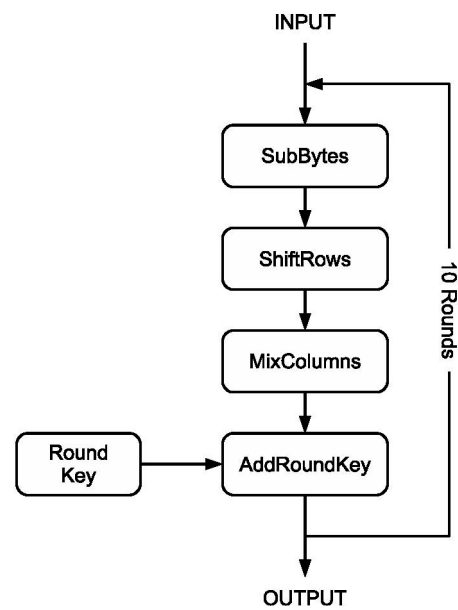 INPUT
SubBytes
ShiftRows
10 Rounds
MixColumns
Round
Key
AddRoundKey
OUTPUT